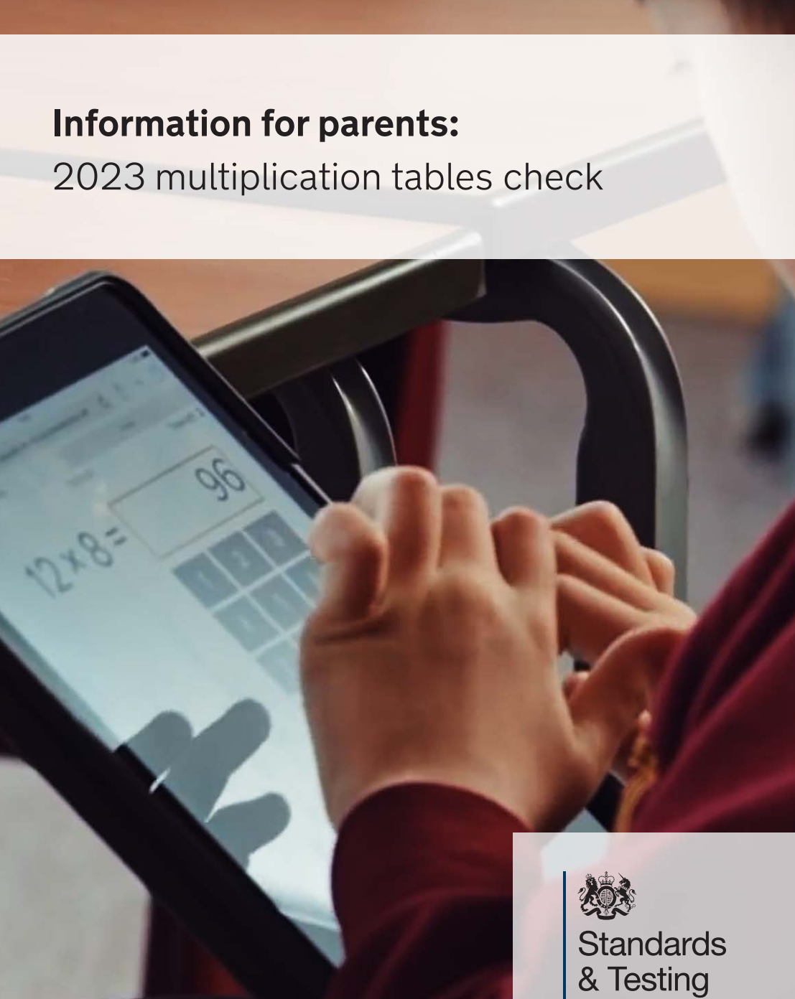 Information for parents:
2023 multiplication tables check
96
12×8=
Standards
& Testing